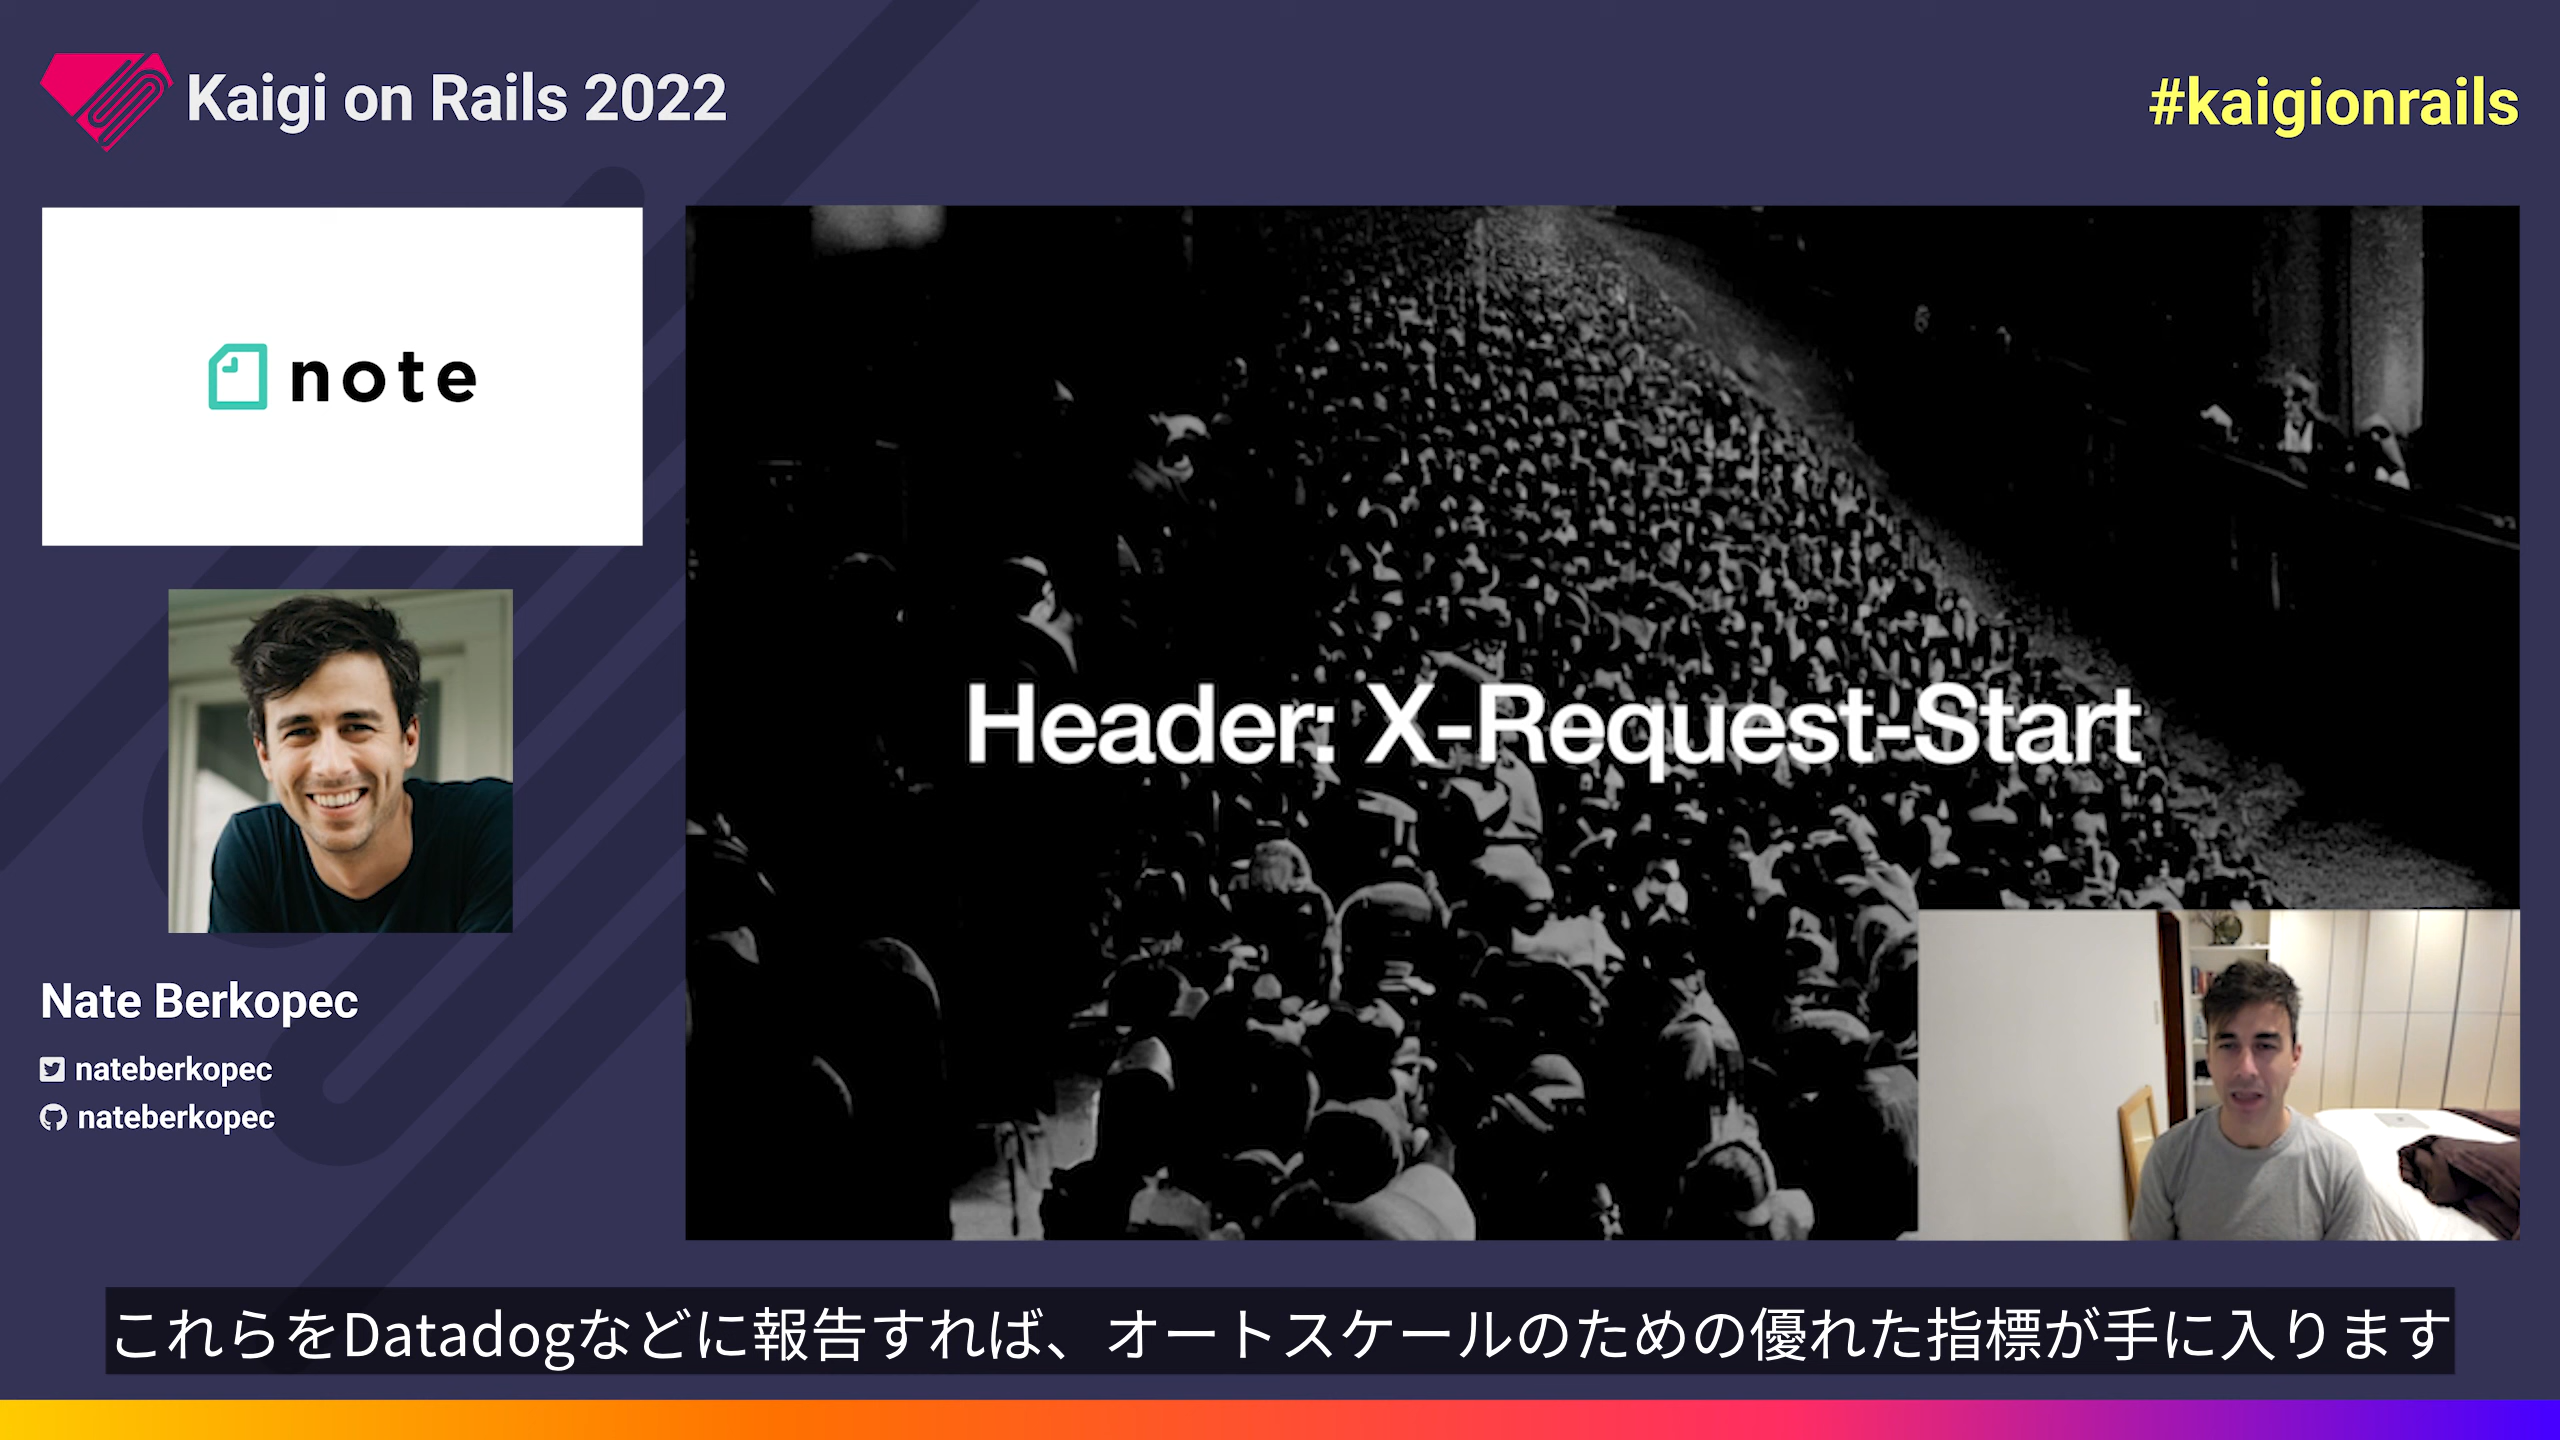 Kaigi on Rails 2022
#kaigionrails
note
Header: X-Request-Start
Nate Berkopec
nateberkopec
nateberkopec
これらをDatadogなどに報告すれば、オートスケールのための優れた指標が手に入ります